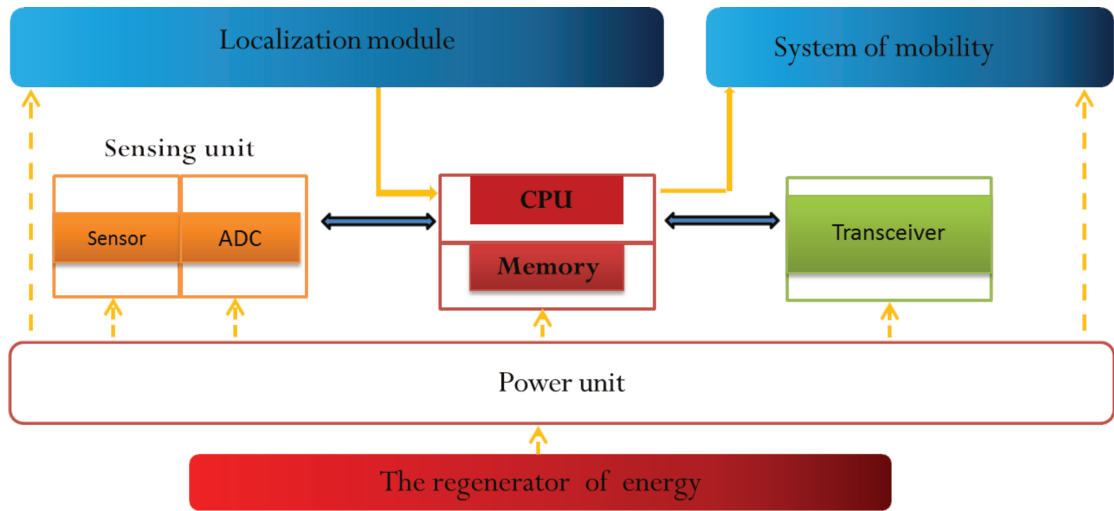 Localization module
System of mobility
Sensing unit
Sensor
ADC
CPU
Memory
Transceiver
Power unit
The regenerator of energy